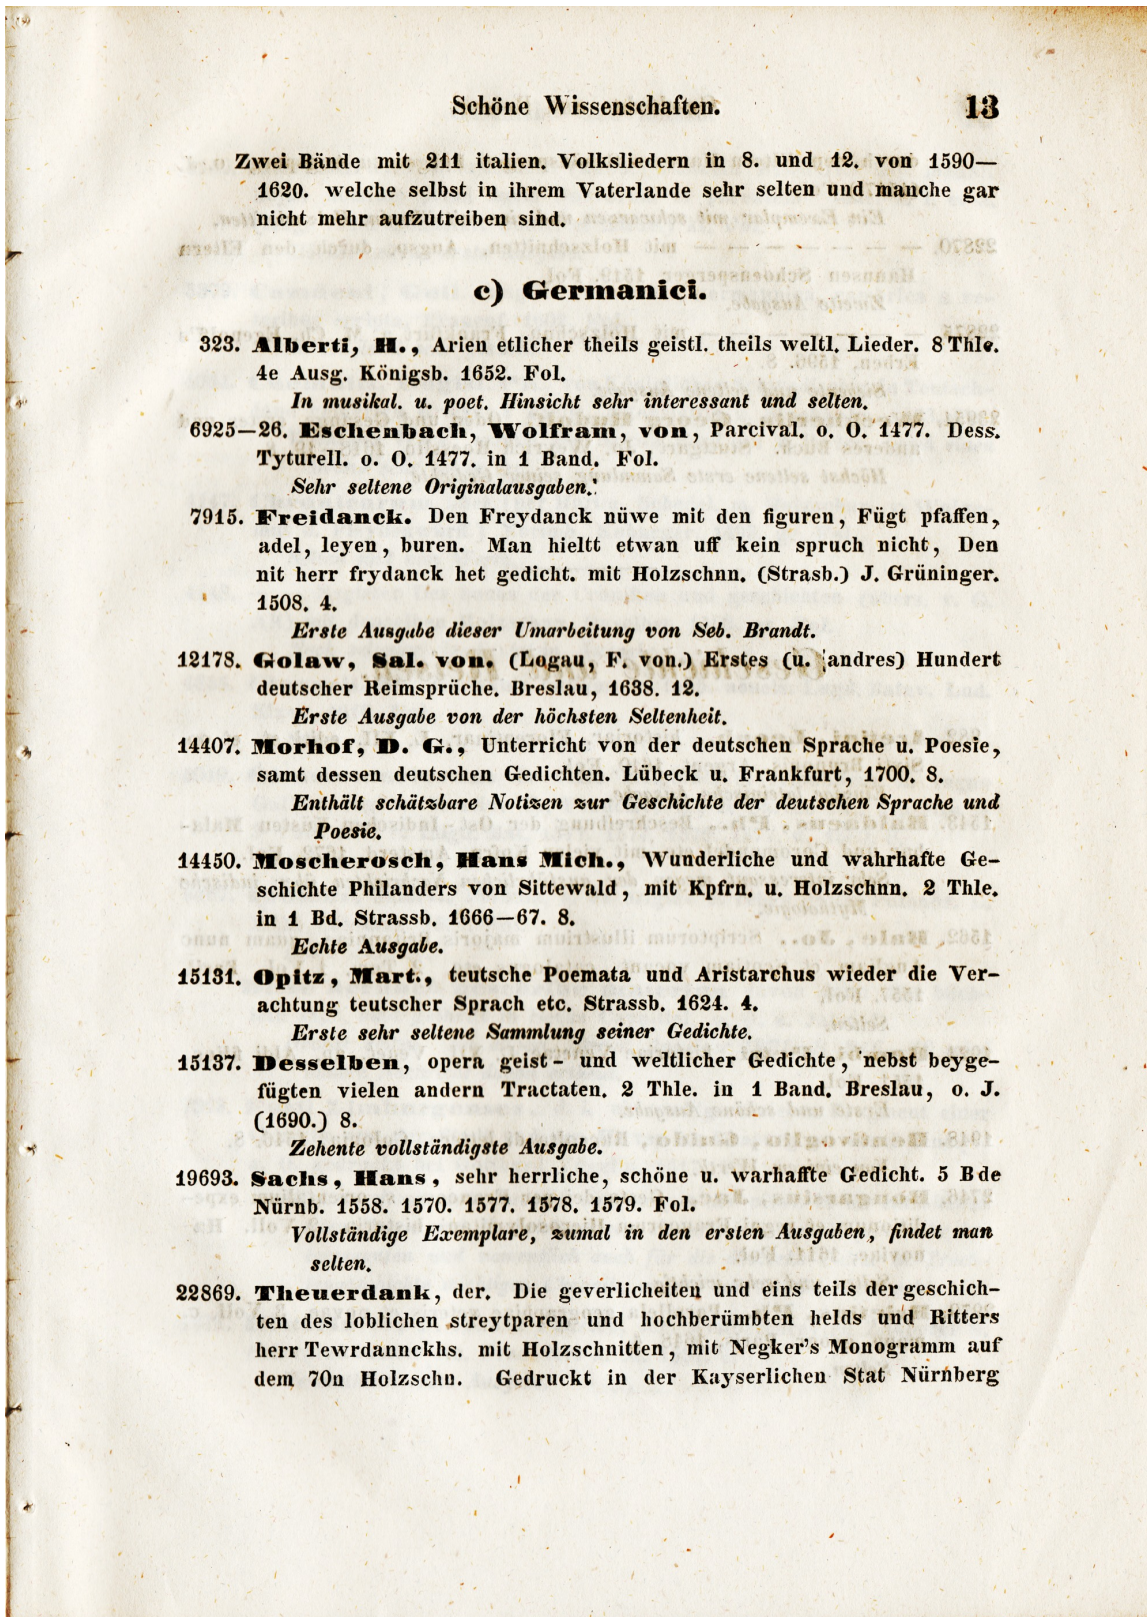 Schöne Wissenschaften. 13
Zwei Bände mit 211 italien. Volksliedern in 8. und 12. von 1590—
1620. welche selbst in ihrem Vaterlande sehr selten und manche gar
nicht mehr aufzutreiben sind.
c) Germanici.
323. Alberti, H., Arien etlicher theils geistl. theils weltl. Lieder. 8 Thle.
4e Ausg. Königsb. 1652. Fol.
In musikal. u. poet. Hinsicht sehr interessant und selten.
6925—26. Eschenbach, Wolfram, von, Parcival. o. O. 1477. Dess.
Tyturell. o. O. 1477. in 1 Band. Fol.
Sehr seltene Originalausgaben.
7915. Freidanck. Den Freydanck nüwe mit den figuren, Fügt pfaffen,
adel, leyen, buren. Man hieltt etwan uff kein spruch nicht, Den
nit herr frydanck het gedicht. mit Holzschnn. (Strasb.) J. Grüninger.
1508. 4.
Erste Ausgabe dieser Umarbeitung von Seb. Brandt.
12178. Golaw, Sal. von. (Logau, F. von.) Erstes (u. andres) Hundert
deutscher Reimsprüche. Breslau, 1638. 12.
Erste Ausgabe von der höchsten Seltenheit.
14407. Morhof, D. G., Unterricht von der deutschen Sprache u. Poesie,
samt dessen deutschen Gedichten. Lübeck u. Frankfurt, 1700. 8.
Enthält schätzbare Notizen zur Geschichte der deutschen Sprache und
Poesie.
14450. Moscherosch, Hans Mich., Wunderliche und wahrhafte Ge-
schichte Philanders von Sittewald, mit Kpfrn. u. Holzschnn. 2 Thle.
in 1 Bd. Strassb. 1666—67. 8.
Echte Ausgabe.
15131. Opitz, Mart., teutsche Poemata und Aristarchus wieder die Ver-
achtung teutscher Sprach etc. Strassb. 1624. 4.
Erste sehr seltene Sammlung seiner Gedichte.
15137. Desselben, opera geist- und weltlicher Gedichte, nebst beyge-
fügten vielen andern Tractaten. 2 Thle. in 1 Band. Breslau, o. J.
(1690.) 8.
Zehente vollständigste Ausgabe.
19693. Sachs, Hans, sehr herrliche, schöne u. warhaffte Gedicht. 5 Bde
Nürnb. 1558. 1570. 1577. 1578. 1579. Fol.
Vollständige Exemplare, zumal in den ersten Ausgaben, findet man
selten.
22869. Theuerdank, der. Die geverlicheiten und eins teils der geschich-
ten des loblichen streytparen und hochberümbten helds und Ritters
herr Tewrdannckhs. mit Holzschnitten, mit Negker's Monogramm auf
dem 70n Holzschn. Gedruckt in der Kayserlichen Stat Nürnberg